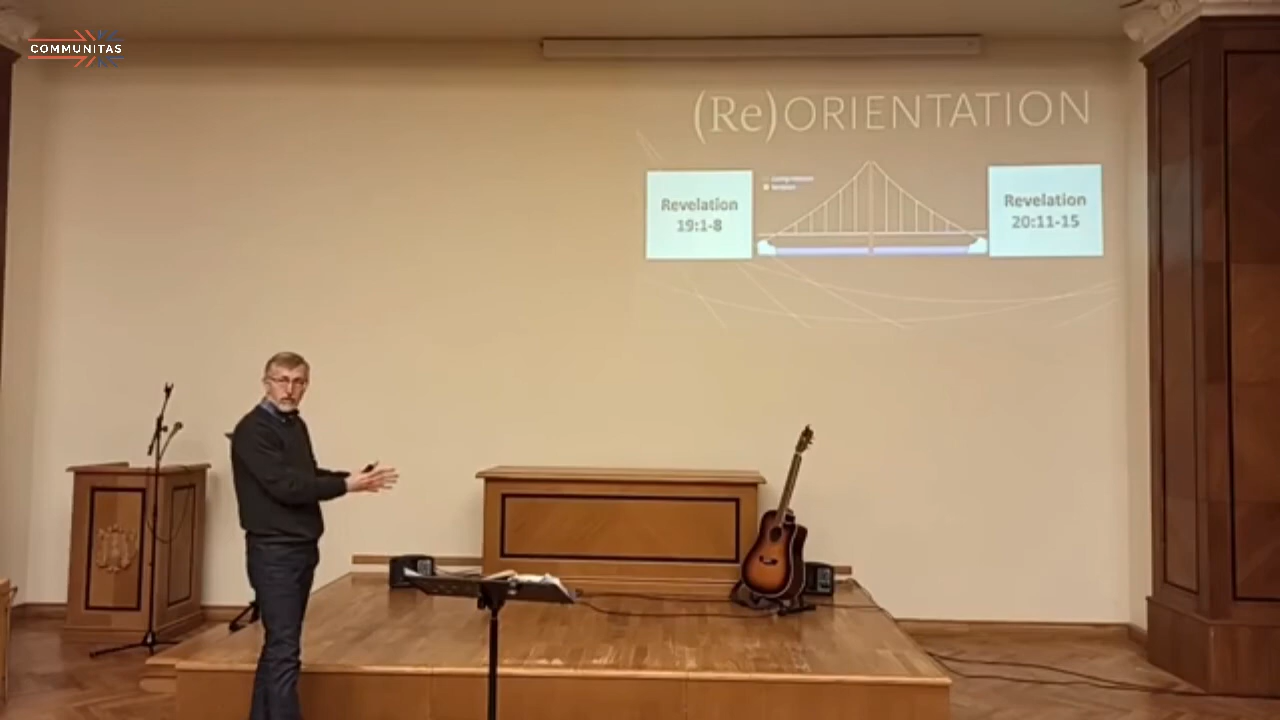 COMMUNITAS
(Re)ORIENTATION
Revelation
19:1-8
Revelation
20:11-15